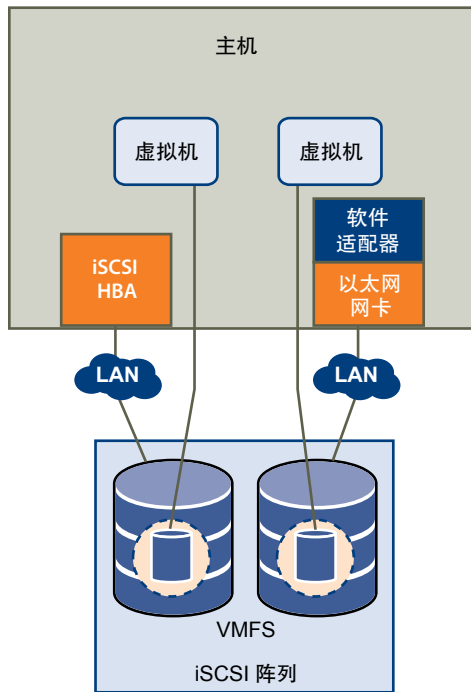 主机
虚拟机
虚拟机
软件
适配器
iSCSI
HBA
以太网
网卡
LAN
LAN
VMFS
iSCSI 阵列